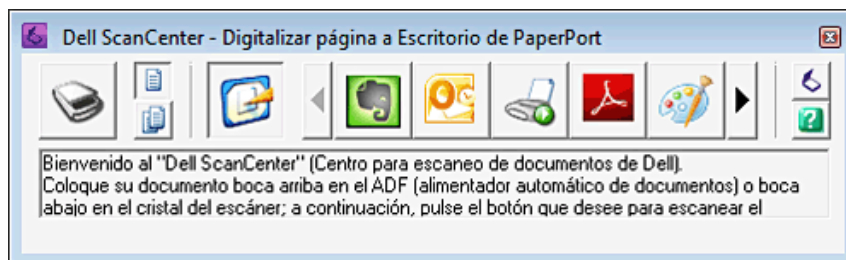 Dell ScanCenter - Digitalizar página a Escritorio de PaperPort
Bienvenido al "Dell ScanCenter" (Centro para escaneo de documentos de Dell).
Coloque su documento boca arriba en el ADF (alimentador automático de documentos) o boca
abajo en el cristal del escáner; a continuación, pulse el botón que desee para escanear el